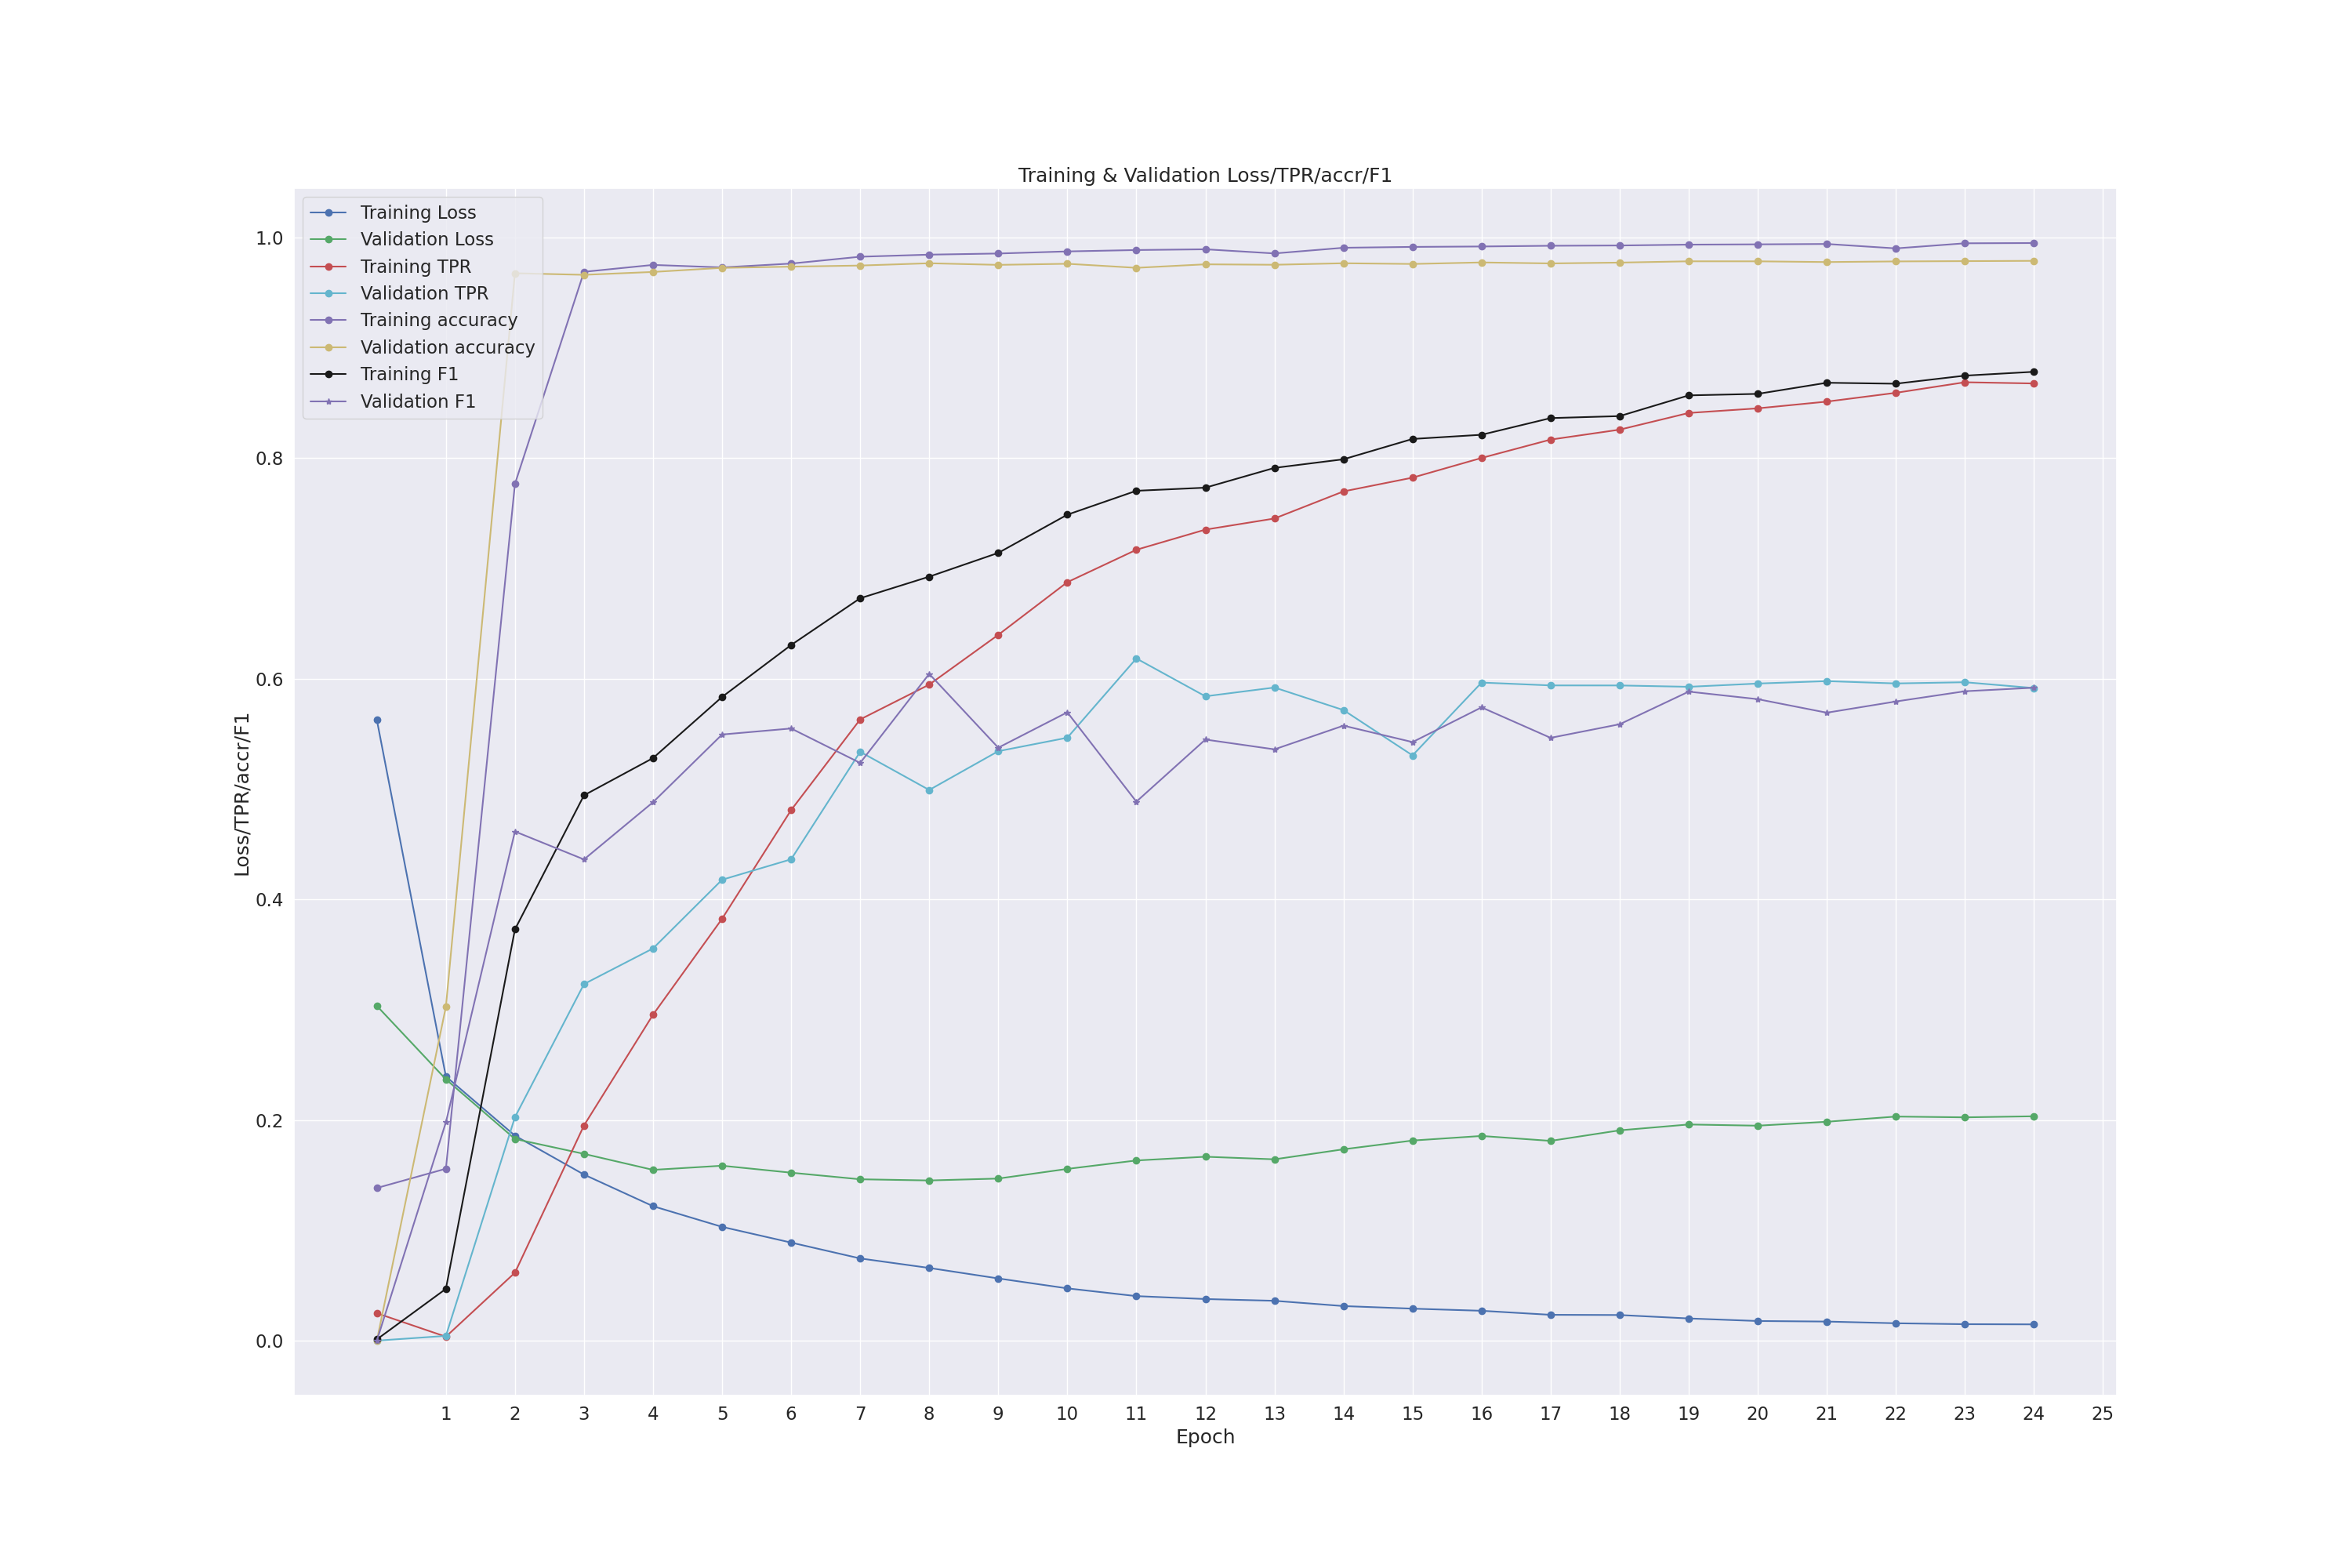 Training & Validation Loss/TPR/accr/F1
Training Loss
Validation Loss
Training TPR
Validation TPR
Training accuracy
Validation accuracy
Training F1
Validation F1
1.0
0.8
0.6
0.4
0.2
0.0
Loss/TPR/accr/F1
1 2 3 4 5 6 7 8 9 10 11 12 13 14 15 16 17 18 19 20 21 22 23 24 25
Epoch